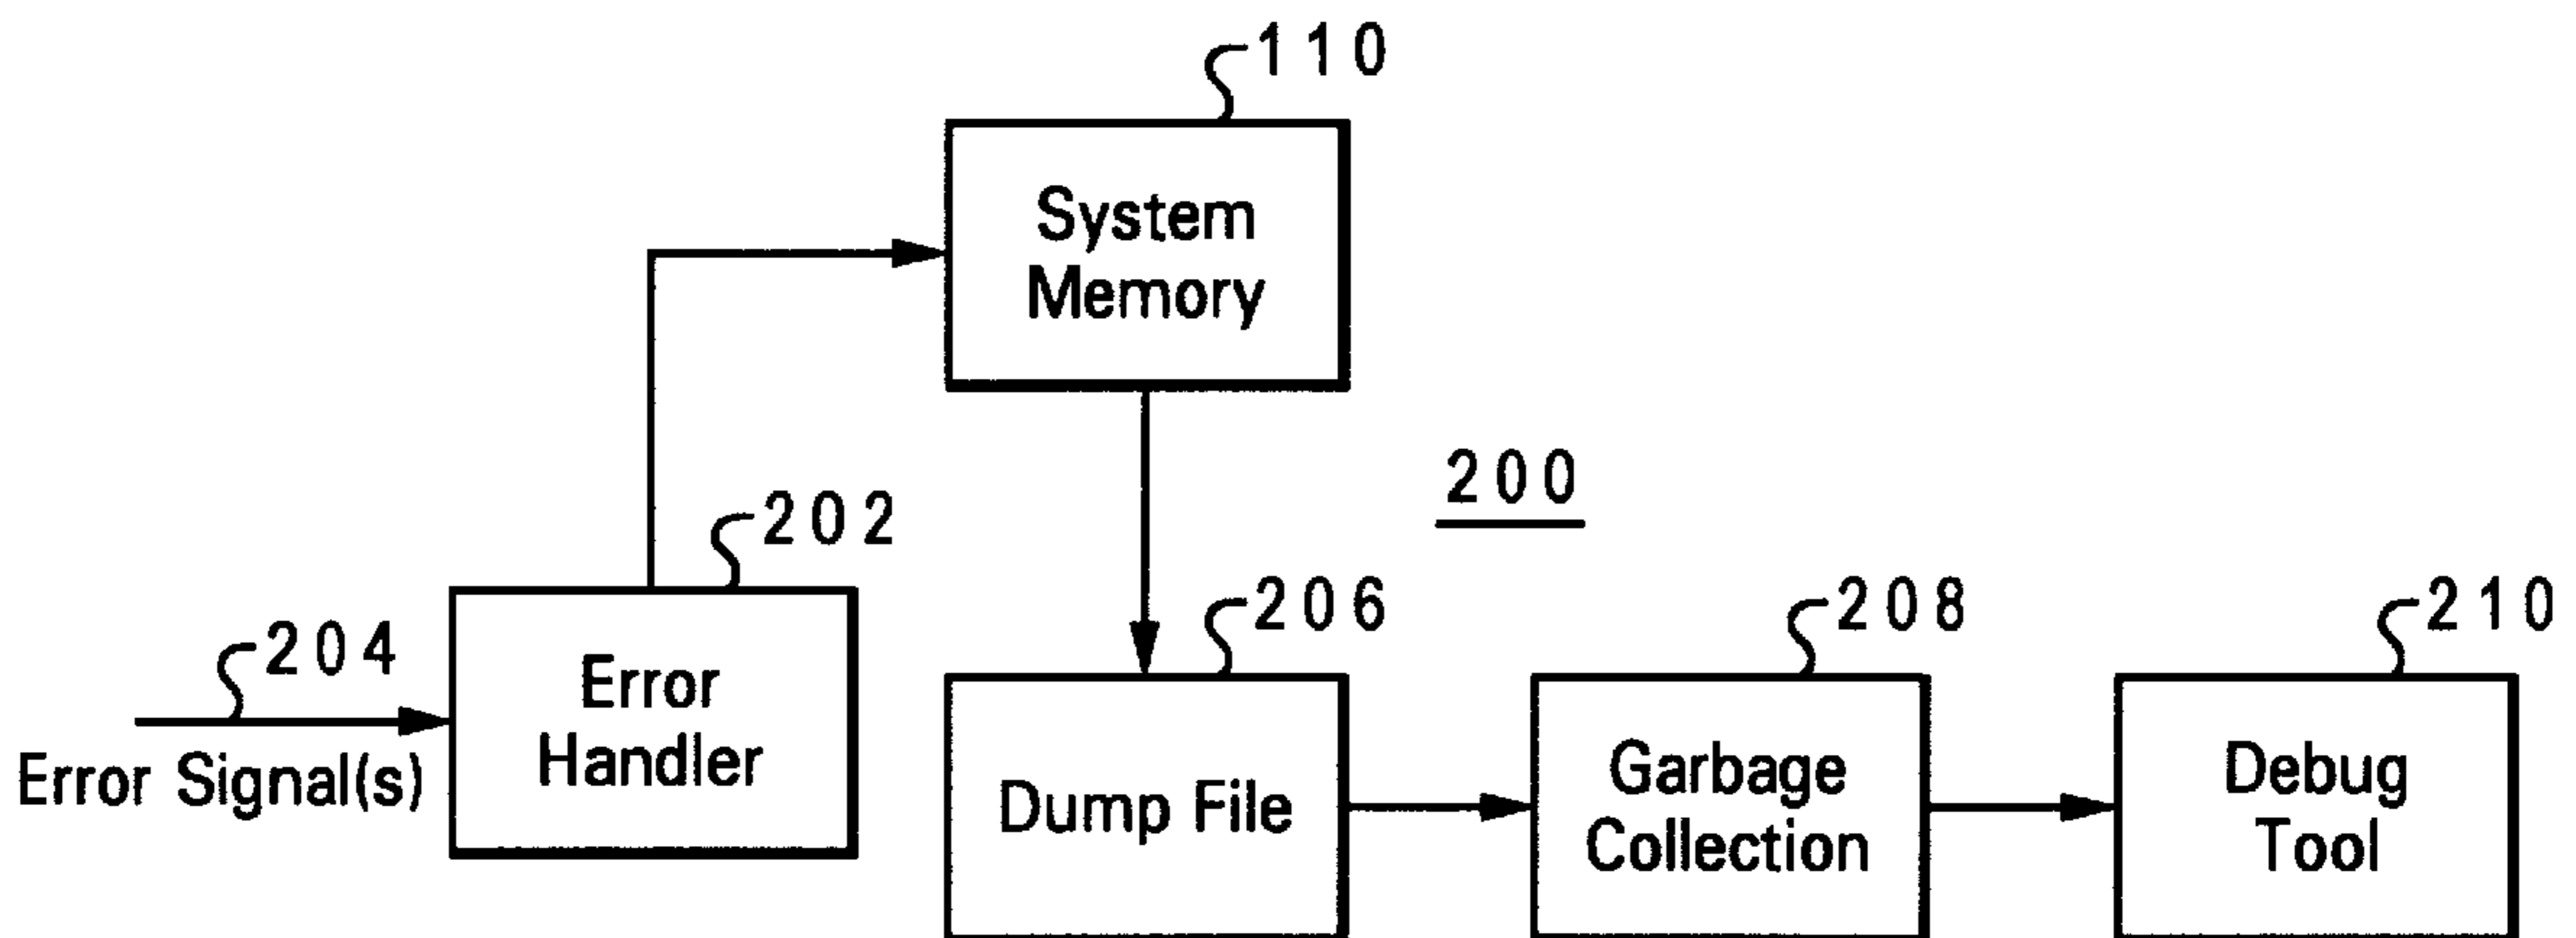 110
System
Memory
200
202
204
Error Signal(s)
Error
Handler
206
Dump File
208
Garbage
Collection
210
Debug
Tool